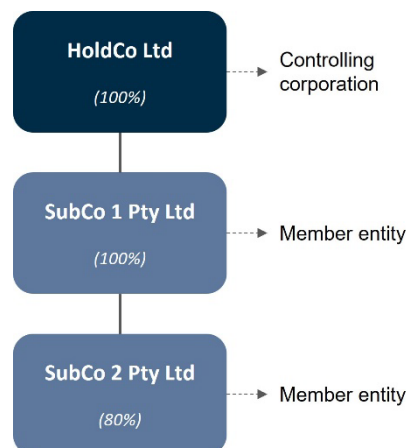 HoldCo Ltd
(100%)
Controlling
corporation
SubCo 1 Pty Ltd
(100%)
Member entity
SubCo 2 Pty Ltd
(80%)
Member entity